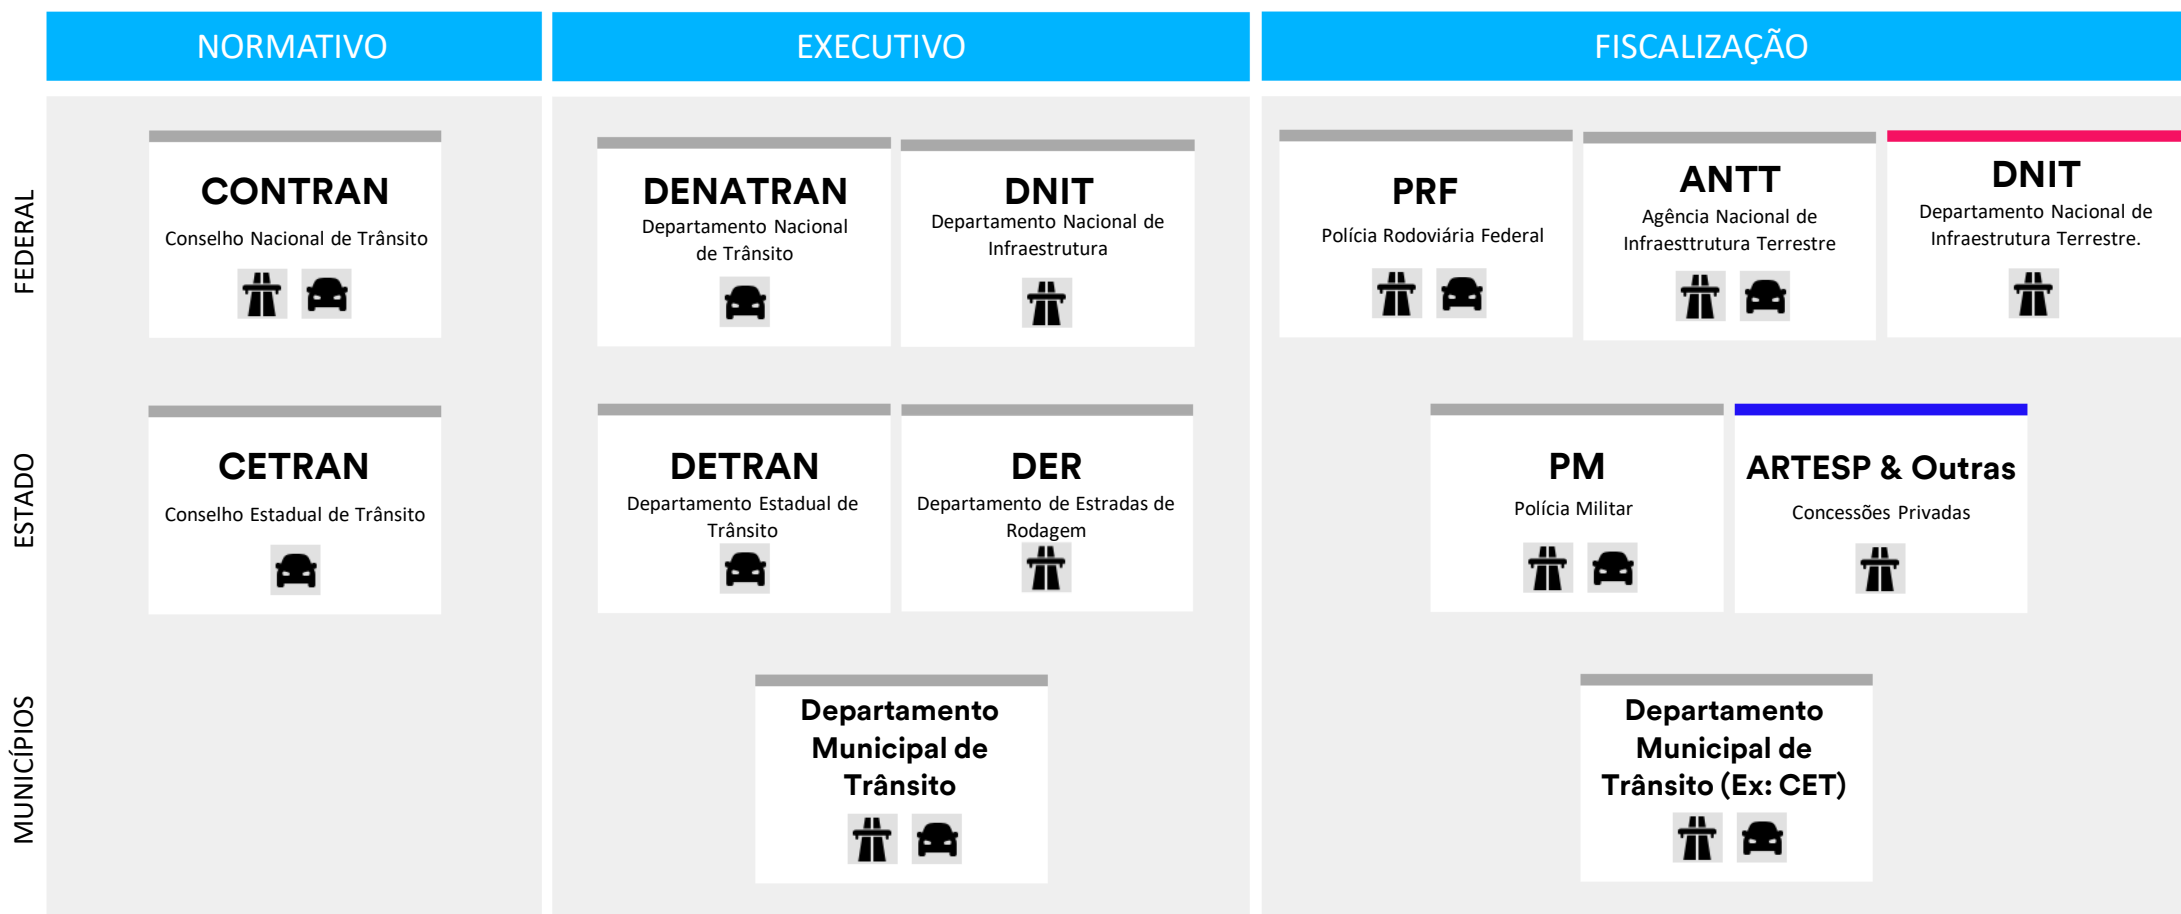 NORMATIVO
EXECUTIVO
FISCALIZAÇÃO
FEDERAL
CONTRAN
Conselho Nacional de Trânsito
DENATRAN
Departamento Nacional
de Trânsito
DNIT
Departamento Nacional de
Infraestrutura
PRF
Polícia Rodoviária Federal
ANTT
Agência Nacional de
Infraesttrutura Terrestre
DNIT
Departamento Nacional de
Infraestrutura Terrestre.
ESTADO
CETRAN
Conselho Estadual de Trânsito
DETRAN
Departamento Estadual de
Trânsito
DER
Departamento de Estradas de
Rodagem
PM
Polícia Militar
ARTESP & Outras
Concessões Privadas
MUNICÍPIOS
Departamento
Municipal de
Trânsito
Departamento
Municipal de
Trânsito (Ex: CET)